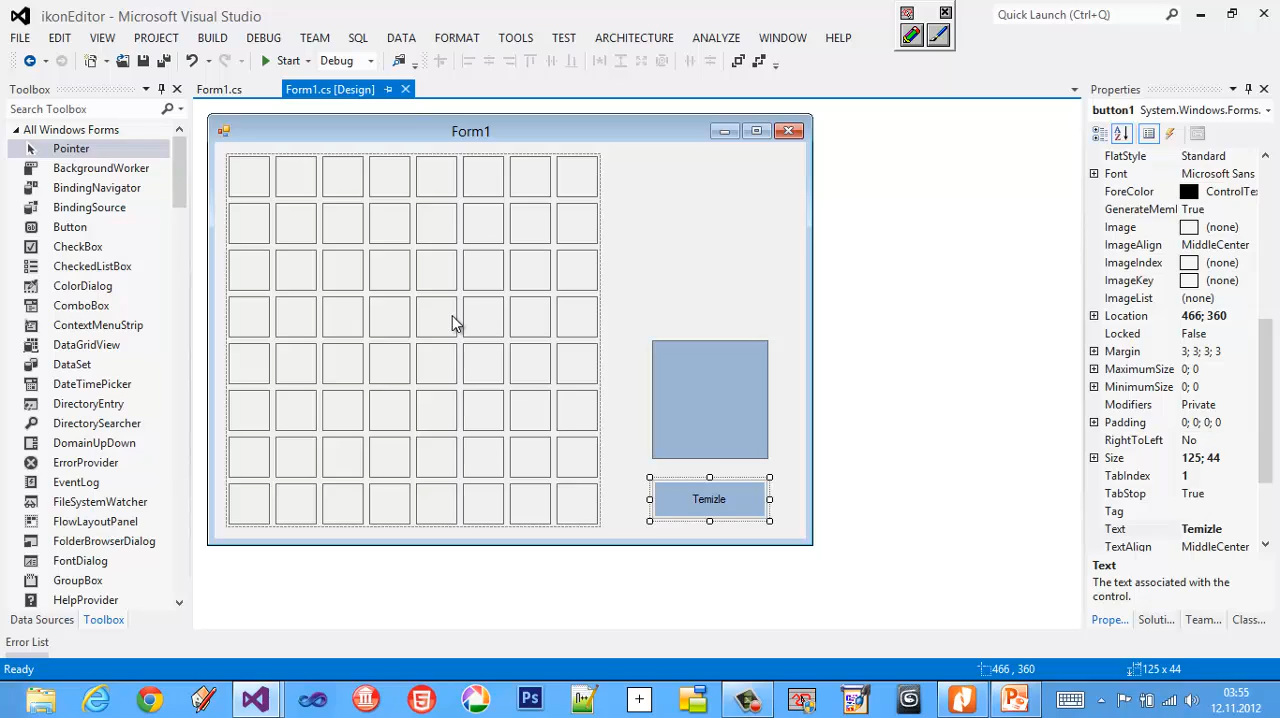 ikonEditor - Microsoft Visual Studio
Quick Launch (Ctrl+Q)
FILE EDIT VIEW PROJECT BUILD DEBUG TEAM SQL DATA FORMAT TOOLS TEST ARCHITECTURE ANALYZE WINDOW HELP
Start Debug
Toolbox
Form1.cs
Form1.cs [Design]
Properties
Search Toolbox
All Windows Forms
Pointer
BackgroundWorker
BindingNavigator
BindingSource
Button
CheckBox
CheckedListBox
ColorDialog
ComboBox
ContextMenuStrip
DataGridView
DataSet
DateTimePicker
DirectoryEntry
DirectorySearcher
DomainUpDown
ErrorProvider
EventLog
FileSystemWatcher
FlowLayoutPanel
FolderBrowserDialog
FontDialog
GroupBox
HelpProvider
Data Sources Toolbox
Error List
Form1
Temizle
button1 System.Windows.Forms.
FlatStyle Standard
Font Microsoft Sans
ForeColor ControlTe
GenerateMeml True
Image (none)
ImageAlign MiddleCenter
ImageIndex (none)
ImageKey (none)
ImageList (none)
Location 466; 360
Locked False
Margin 3; 3; 3; 3
MaximumSize 0; 0
MinimumSize 0; 0
Modifiers Private
Padding 0; 0; 0; 0
RightToLeft No
Size 125; 44
TabIndex 1
TabStop True
Tag
Text Temizle
TextAlign MiddleCenter
Text
The text associated with the
control.
Prope... Soluti... Team... Class...
Ready
466 , 360
125 x 44
Ps
03:55
12.11.2012